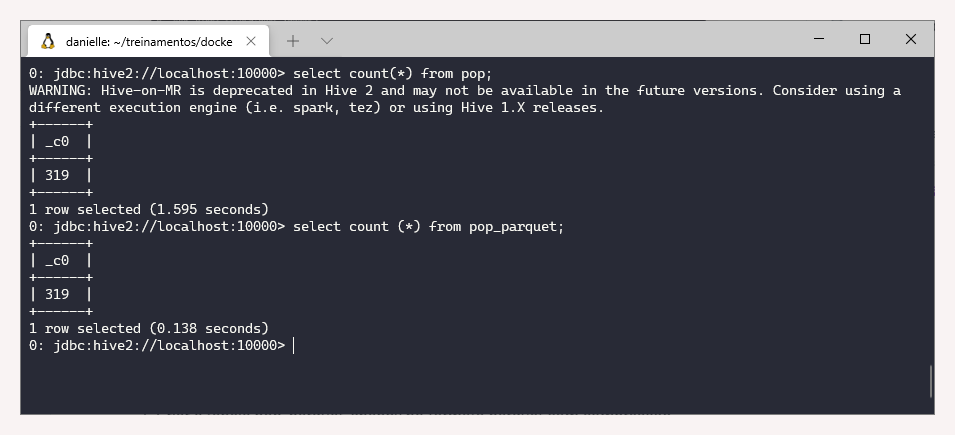 danielle: ~/treinamentos/docke
0: jdbc:hive2://localhost:10000> select count(*) from pop;
WARNING: Hive-on-MR is deprecated in Hive 2 and may not be available in the future versions. Consider using a
different execution engine (i.e. spark, tez) or using Hive 1.X releases.
+------+
| _c0  |
+------+
| 319  |
+------+
1 row selected (1.595 seconds)
0: jdbc:hive2://localhost:10000> select count (*) from pop_parquet;
+------+
| _c0  |
+------+
| 319  |
+------+
1 row selected (0.138 seconds)
0: jdbc:hive2://localhost:10000>